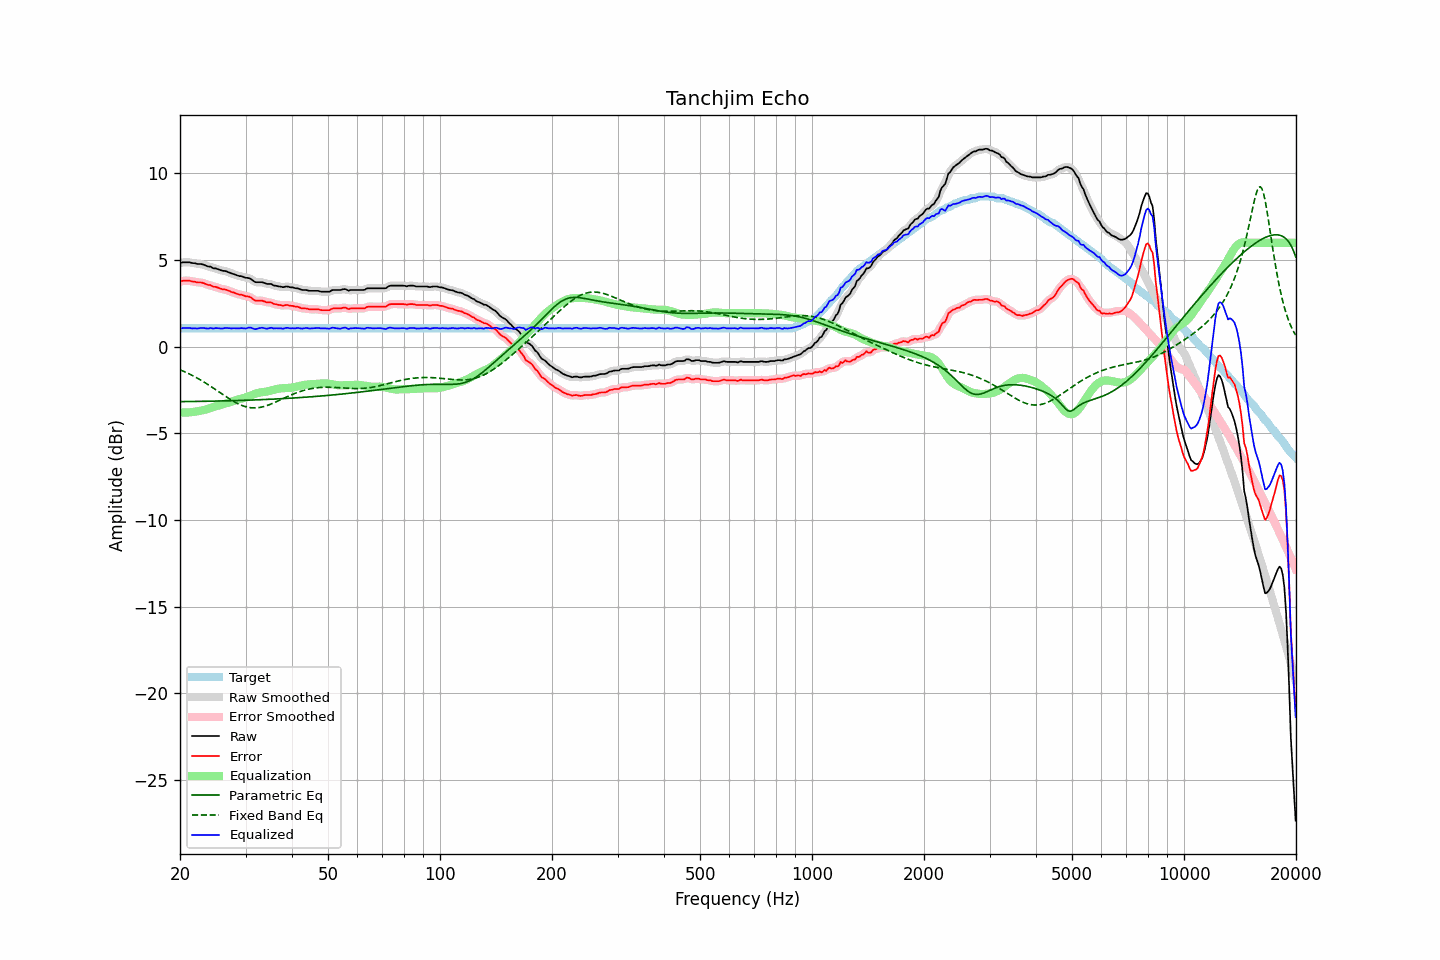 Tanchjim Echo
10
5
0
−5
−10
−15
−20
−25
Amplitude (dBr)
Target
Raw Smoothed
Error Smoothed
Raw
Error
Equalization
Parametric Eq
Fixed Band Eq
Equalized
20 50 100 200 500 1000 2000 5000 10000 20000
Frequency (Hz)